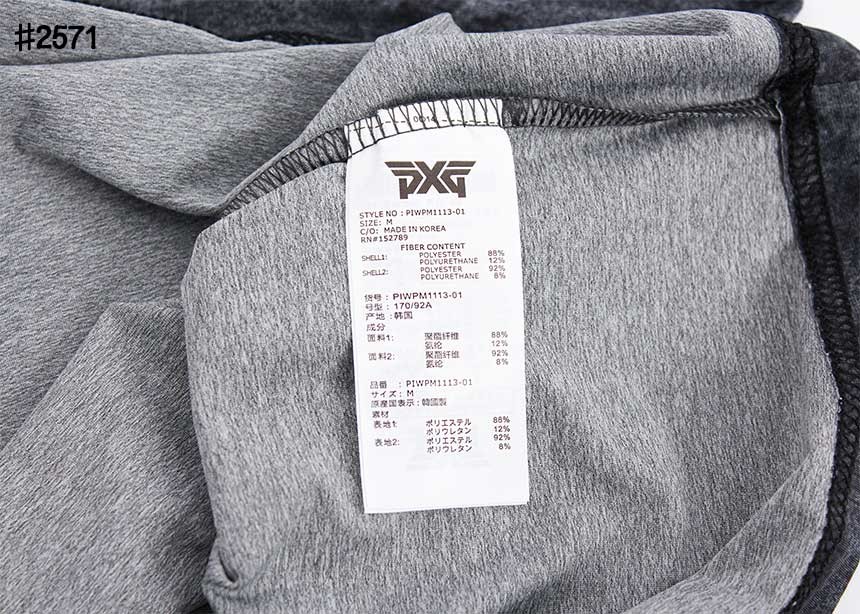 #2571
0014
PXG
STYLE NO : PIWPM1113-01
SIZE: M
C/O: MADE IN KOREA
RN#152789
FIBER CONTENT
SHELL1: POLYESTER 88%
POLYURETHANE 12%
SHELL2: POLYESTER 92%
POLYURETHANE 8%
货号 : PIWPM1113-01
号型 : 170/92A
产地 : 韩国
成分
面料1: 聚酯纤维 88%
氨纶 12%
面料2: 聚酯纤维 92%
氨纶 8%
品番 : PIWPM1113-01
サイズ : M
原産国表示 : 韓國製
素材
表地1: ポリエステル 88%
ポリウレタン 12%
表地2: ポリエステル 92%
ポリウレタン 8%